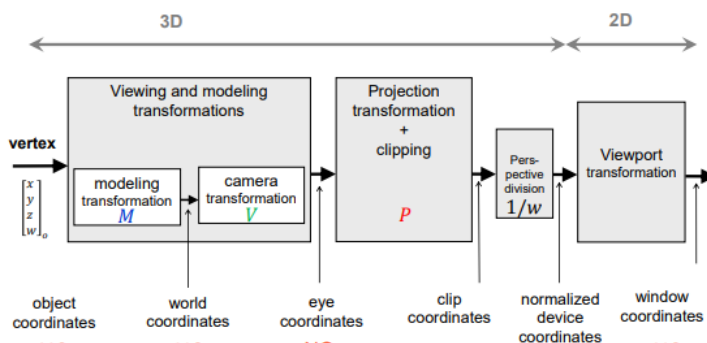 3D
2D
Viewing and modeling
transformations
Projection
transformation
+
clipping
vertex
Pers-
pective
division
1/w
Viewport
transformation
modeling
transformation
M
camera
transformation
V
P
x
y
z
w
o
object
coordinates
world
coordinates
eye
coordinates
clip
coordinates
normalized
device
coordinates
window
coordinates